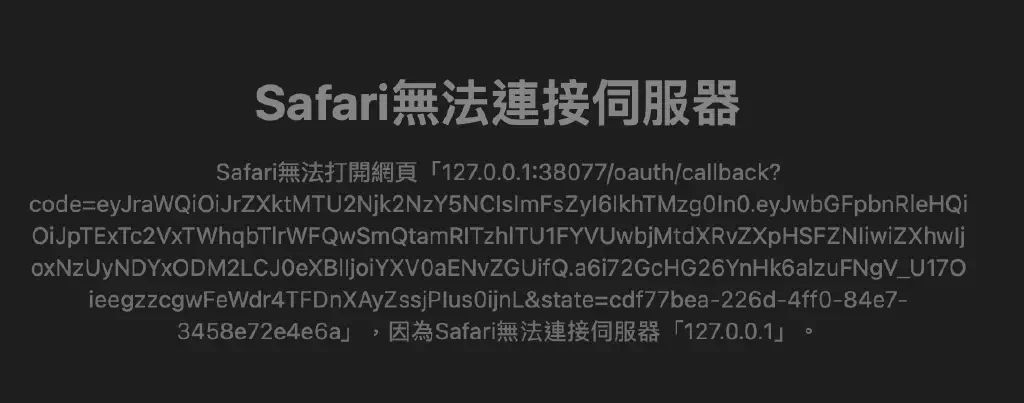 Safari無法連接伺服器
Safari無法打開網頁「127.0.0.1:38077/oauth/callback?
code=eyJraWQiOiJrZXktMTU2Njk2NzY5NCIsImFsZyI6IkhTMzg0In0.eyJwbGFpbnRleHQi
OiJpTExTc2VxTWhqbTlrWFQwSmQtamRITzhITU1FYVUwbjMtdXRvZXpHSFZNIiwiZXhwIj
oxNzUyNDYxODM2LCJ0eXBlIjoiYXV0aENvZGUifQ.a6i72GcHG26YnHk6alzuFNgV_U17O
ieegzzcgwFeWdr4TFDnXAyZssjPlus0ijnL&state=cdf77bea-226d-4ff0-84e7-
3458e72e4e6a」，因為Safari無法連接伺服器「127.0.0.1」。